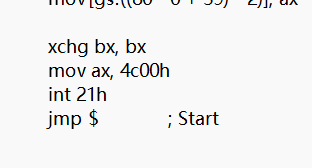 xchg bx, bx
mov ax, 4c00h
int 21h
jmp $ ; Start